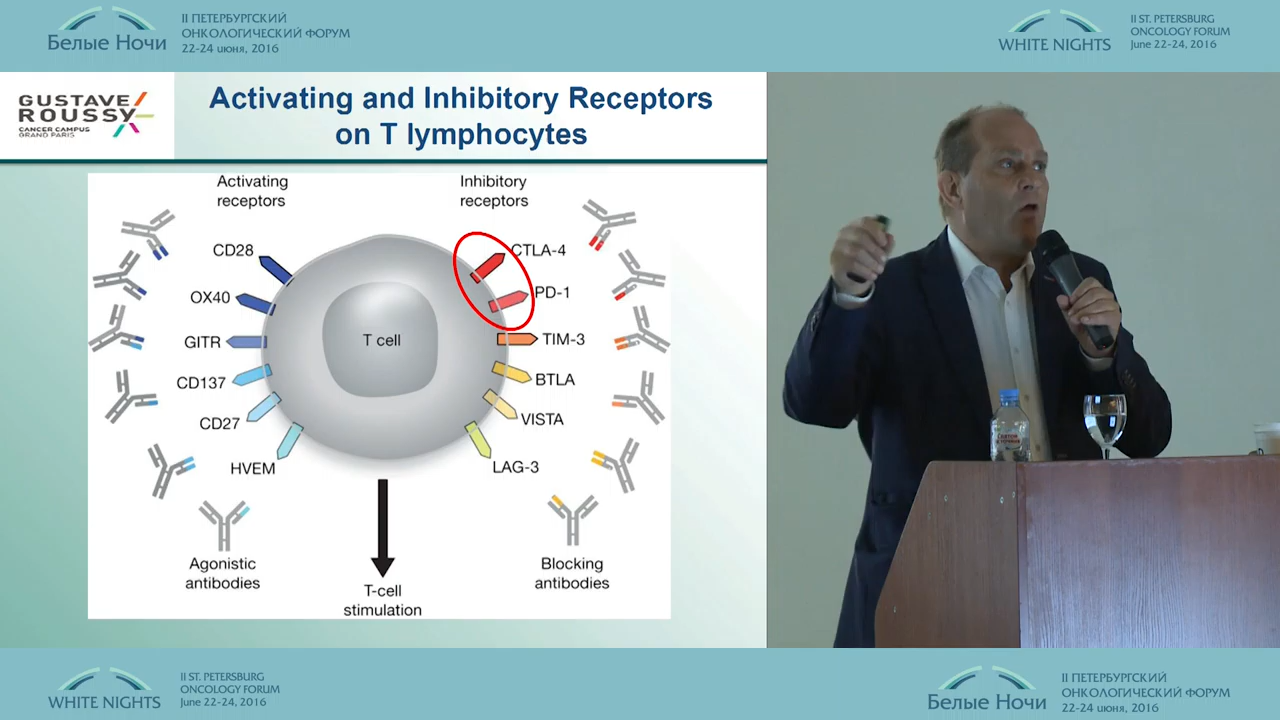 Белые Ночи
II ПЕТЕРБУРГСКИЙ
ОНКОЛОГИЧЕСКИЙ ФОРУМ
22-24 июня, 2016
WHITE NIGHTS
II ST. PETERSBURG
ONCOLOGY FORUM
June 22-24, 2016
GUSTAVE
ROUSSY
CANCER CAMPUS
GRAND PARIS
Activating and Inhibitory Receptors
on T lymphocytes
Activating
receptors
Inhibitory
receptors
CD28
OX40
GITR
CD137
CD27
HVEM
T cell
CTLA-4
PD-1
TIM-3
BTLA
VISTA
LAG-3
Agonistic
antibodies
T-cell
stimulation
Blocking
antibodies
WHITE NIGHTS
II ST. PETERSBURG
ONCOLOGY FORUM
June 22-24, 2016
Белые Ночи
II ПЕТЕРБУРГСКИЙ
ОНКОЛОГИЧЕСКИЙ ФОРУМ
22-24 июня, 2016